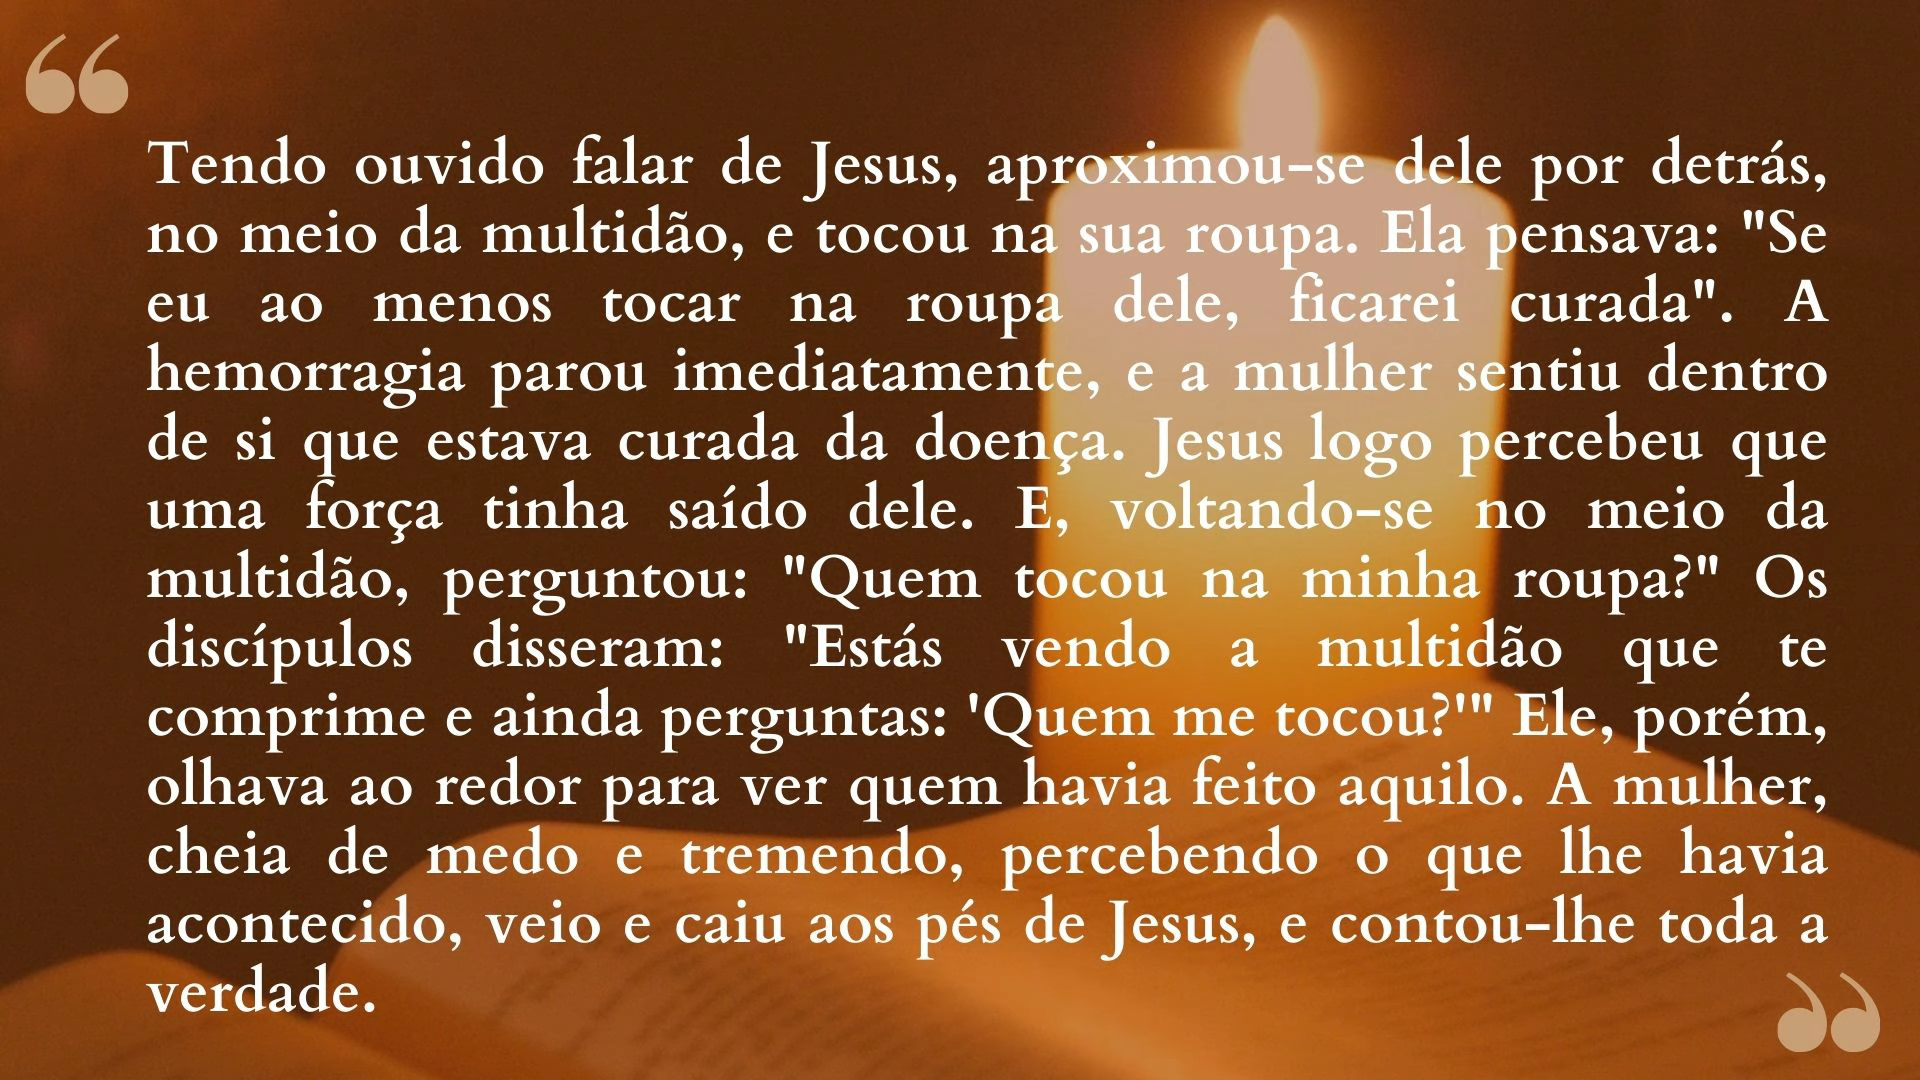 Tendo ouvido falar de Jesus, aproximou-se dele por detrás,
no meio da multidão, e tocou na sua roupa. Ela pensava: "Se
eu ao menos tocar na roupa dele, ficarei curada". A
hemorragia parou imediatamente, e a mulher sentiu dentro
de si que estava curada da doença. Jesus logo percebeu que
uma força tinha saído dele. E, voltando-se no meio da
multidão, perguntou: "Quem tocou na minha roupa?" Os
discípulos disseram: "Estás vendo a multidão que te
comprime e ainda perguntas: 'Quem me tocou?'" Ele, porém,
olhava ao redor para ver quem havia feito aquilo. A mulher,
cheia de medo e tremendo, percebendo o que lhe havia
acontecido, veio e caiu aos pés de Jesus, e contou-lhe toda a
verdade.